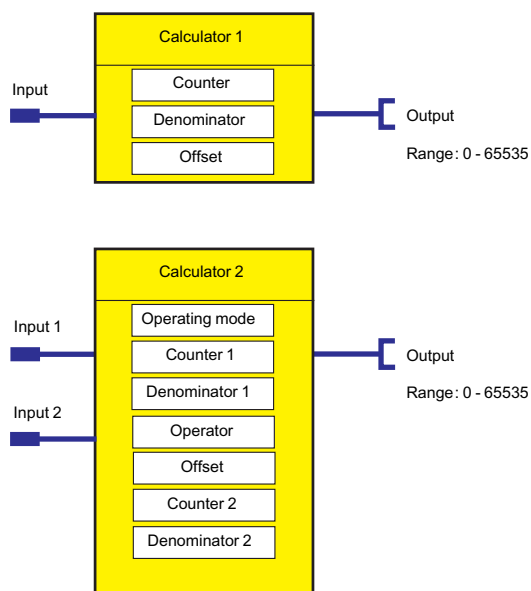 Calculator 1
Input
Counter
Denominator
Offset
Output
Range: 0 - 65535
Calculator 2
Input 1
Input 2
Operating mode
Counter 1
Denominator 1
Operator
Offset
Counter 2
Denominator 2
Output
Range: 0 - 65535